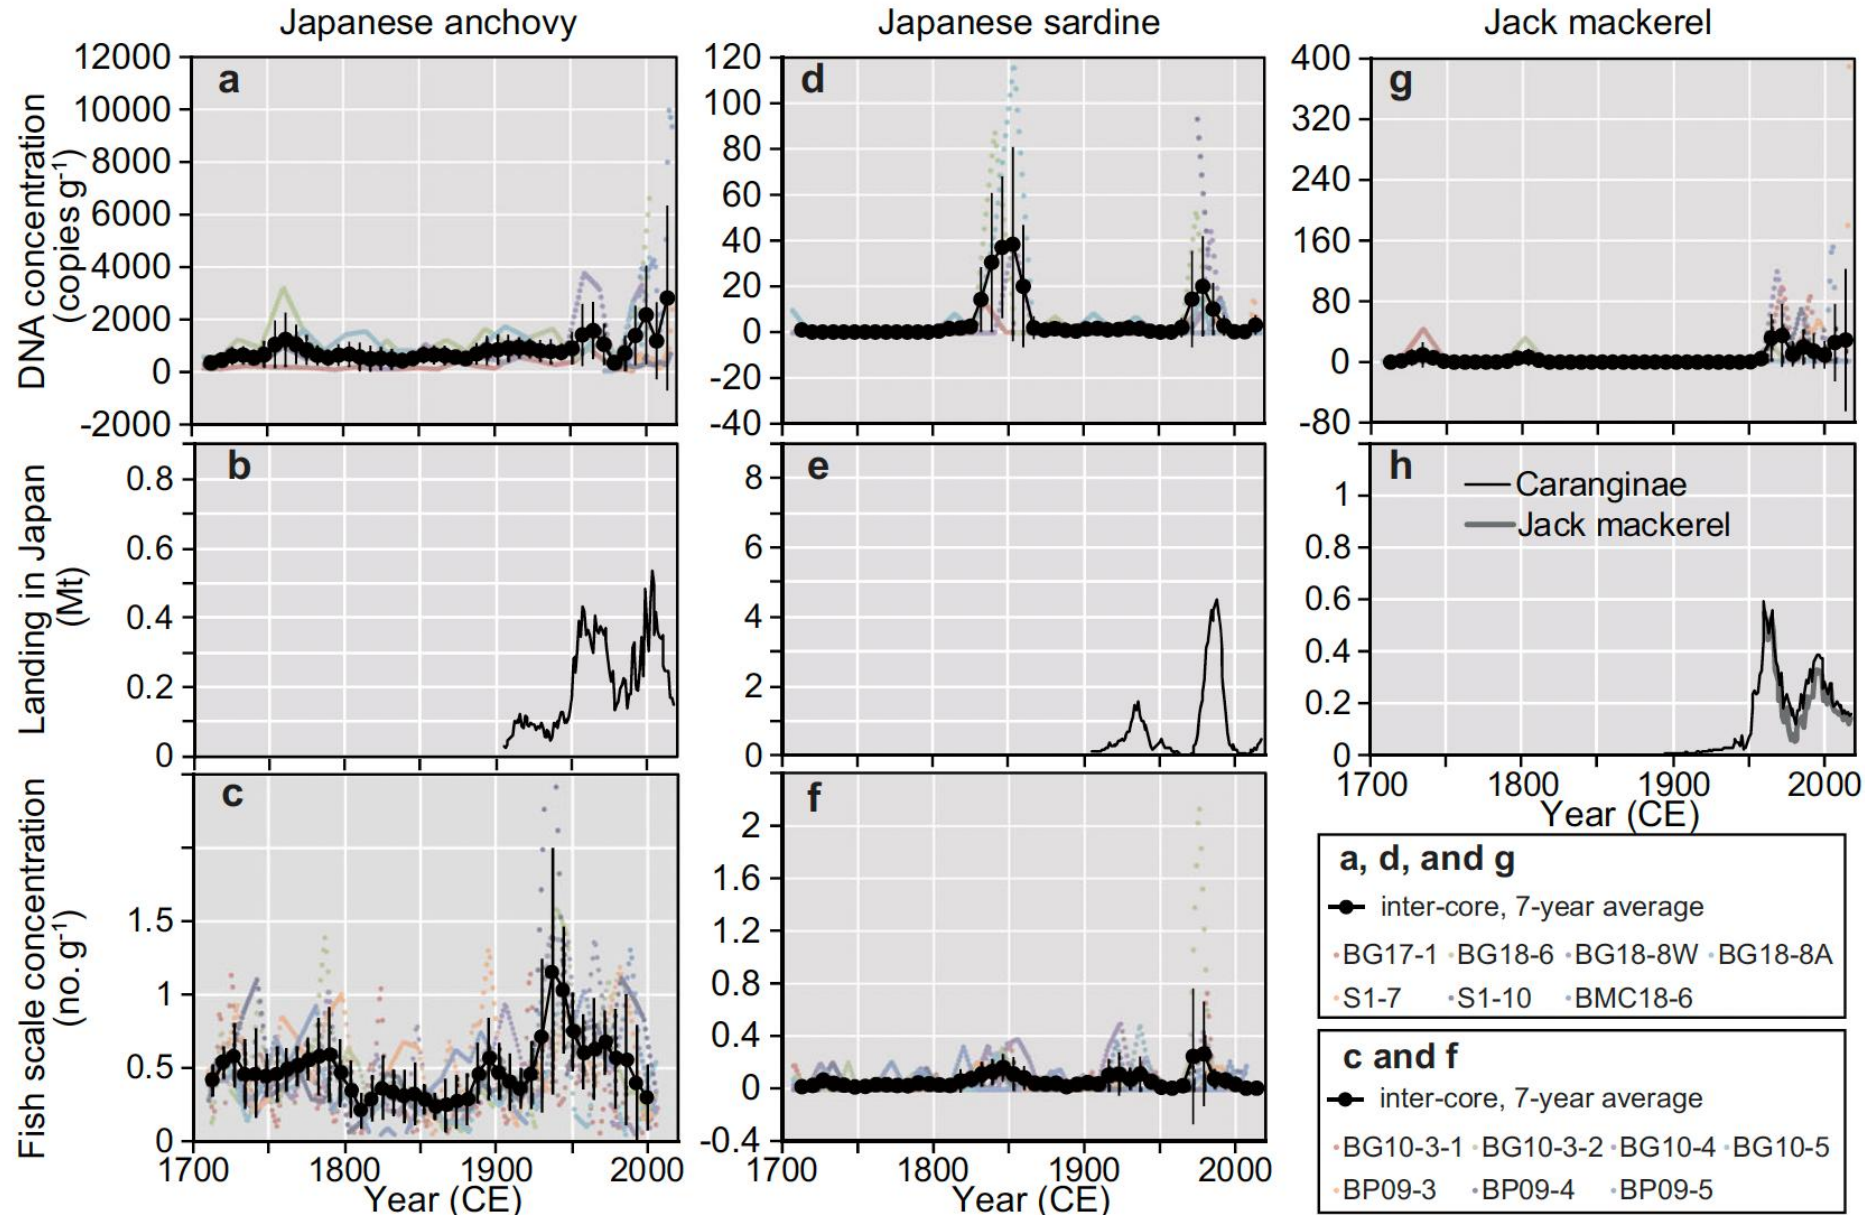 Japanese anchovy
Japanese sardine
Jack mackerel
DNA concentration
(copies g-1)
12000
10000
8000
6000
4000
2000
0
-2000
a
120
100
80
60
40
20
0
-20
-40
d
400
320
240
160
80
0
-80
g
Landing in Japan
(Mt)
0.8
0.6
0.4
0.2
0
b
8
6
4
2
0
e
1
0.8
0.6
0.4
0.2
0
h
Caranginae
Jack mackerel
1700 1800 1900 2000
Year (CE)
Fish scale concentration
(no. g-1)
1.5
1
0.5
0
c
1700 1800 1900 2000
Year (CE)
2
1.6
1.2
0.8
0.4
0
-0.4
f
1700 1800 1900 2000
Year (CE)
a, d, and g
inter-core, 7-year average
BG17-1 BG18-6 BG18-8W BG18-8A
S1-7 S1-10 BMC18-6
c and f
inter-core, 7-year average
BG10-3-1 BG10-3-2 BG10-4 BG10-5
BP09-3 BP09-4 BP09-5